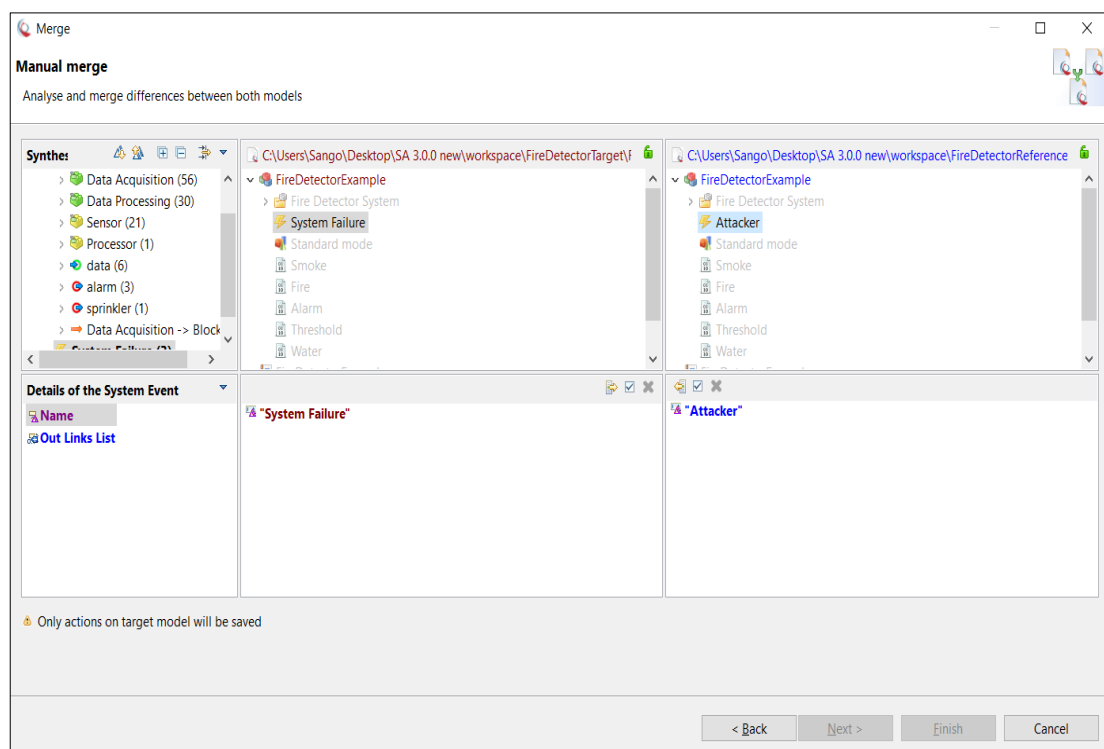 Merge
Manual merge
Analyse and merge differences between both models
Synthes
Data Acquisition (56)
Data Processing (30)
Sensor (21)
Processor (1)
data (6)
alarm (3)
sprinkler (1)
Data Acquisition -> Block
C:\Users\Sango\Desktop\SA 3.0.0 new\workspace\FireDetectorTarget\F
FireDetectorExample
Fire Detector System
System Failure
Standard mode
Smoke
Fire
Alarm
Threshold
Water
C:\Users\Sango\Desktop\SA 3.0.0 new\workspace\FireDetectorReference
FireDetectorExample
Fire Detector System
Attacker
Standard mode
Smoke
Fire
Alarm
Threshold
Water
Details of the System Event
Name
Out Links List
"System Failure"
"Attacker"
Only actions on target model will be saved
< Back
Next >
Finish
Cancel